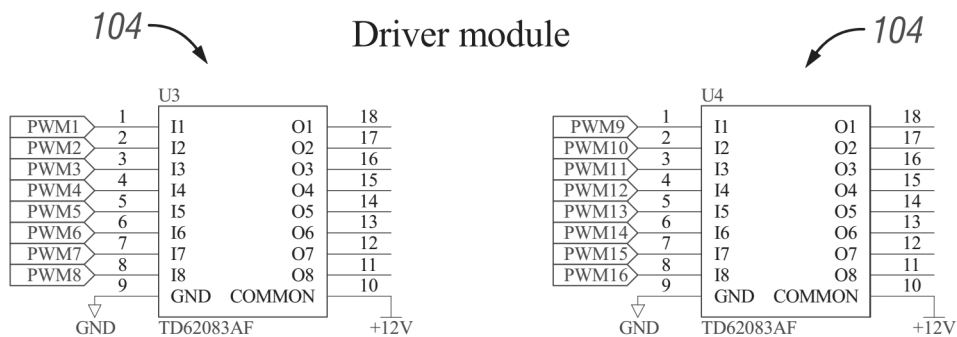 104 Driver module 104
U3 U4
PWM1 1 I1 O1 18 PWM9 1 I1 O1 18
PWM2 2 I2 O2 17 PWM10 2 I2 O2 17
PWM3 3 I3 O3 16 PWM11 3 I3 O3 16
PWM4 4 I4 O4 15 PWM12 4 I4 O4 15
PWM5 5 I5 O5 14 PWM13 5 I5 O5 14
PWM6 6 I6 O6 13 PWM14 6 I6 O6 13
PWM7 7 I7 O7 12 PWM15 7 I7 O7 12
PWM8 8 I8 O8 11 PWM16 8 I8 O8 11
9 GND COMMON 10 9 GND COMMON 10
GND TD62083AF +12V GND TD62083AF +12V